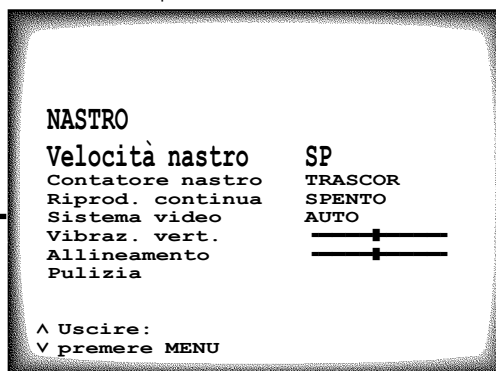 NASTRO
Velocità nastro SP
Contatore nastro TRASCOR
Riprod. continua SPENTO
Sistema video AUTO
Vibraz. vert.
Allineamento
Pulizia
∧ Uscire:
∨ premere MENU